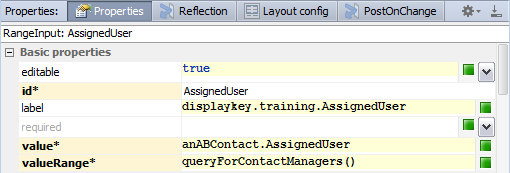 Properties: Properties Reflection Layout config PostOnChange
RangeInput: AssignedUser
Basic properties
editable true
id* AssignedUser
label displaykey.training.AssignedUser
required
value* anABContact.AssignedUser
valueRange* queryForContactManagers()